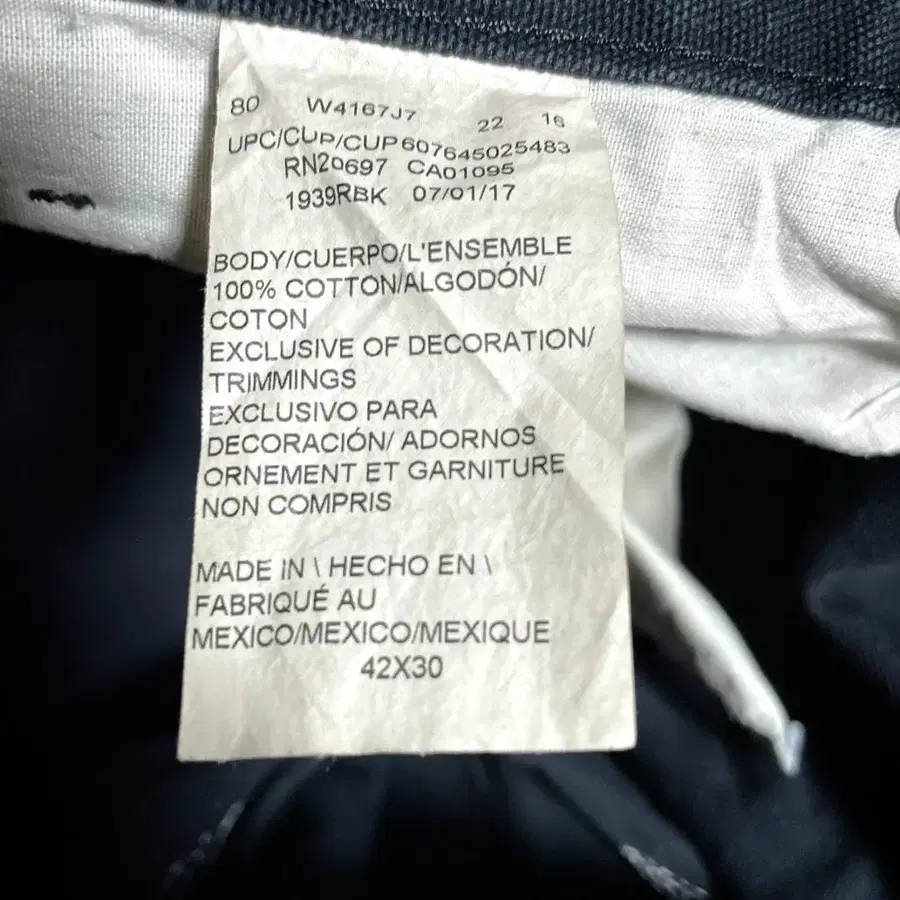 80 W4167J7 22 16
UPC/CUP/CUP607645025483
RN20697 CA01095
1939RBK 07/01/17
BODY/CUERPO/L'ENSEMBLE
100% COTTON/ALGODÓN/
COTON
EXCLUSIVE OF DECORATION/
TRIMMINGS
EXCLUSIVO PARA
DECORACIÓN/ ADORNOS
ORNEMENT ET GARNITURE
NON COMPRIS
MADE IN \ HECHO EN \
FABRIQUÉ AU
MEXICO/MEXICO/MEXIQUE
42X30